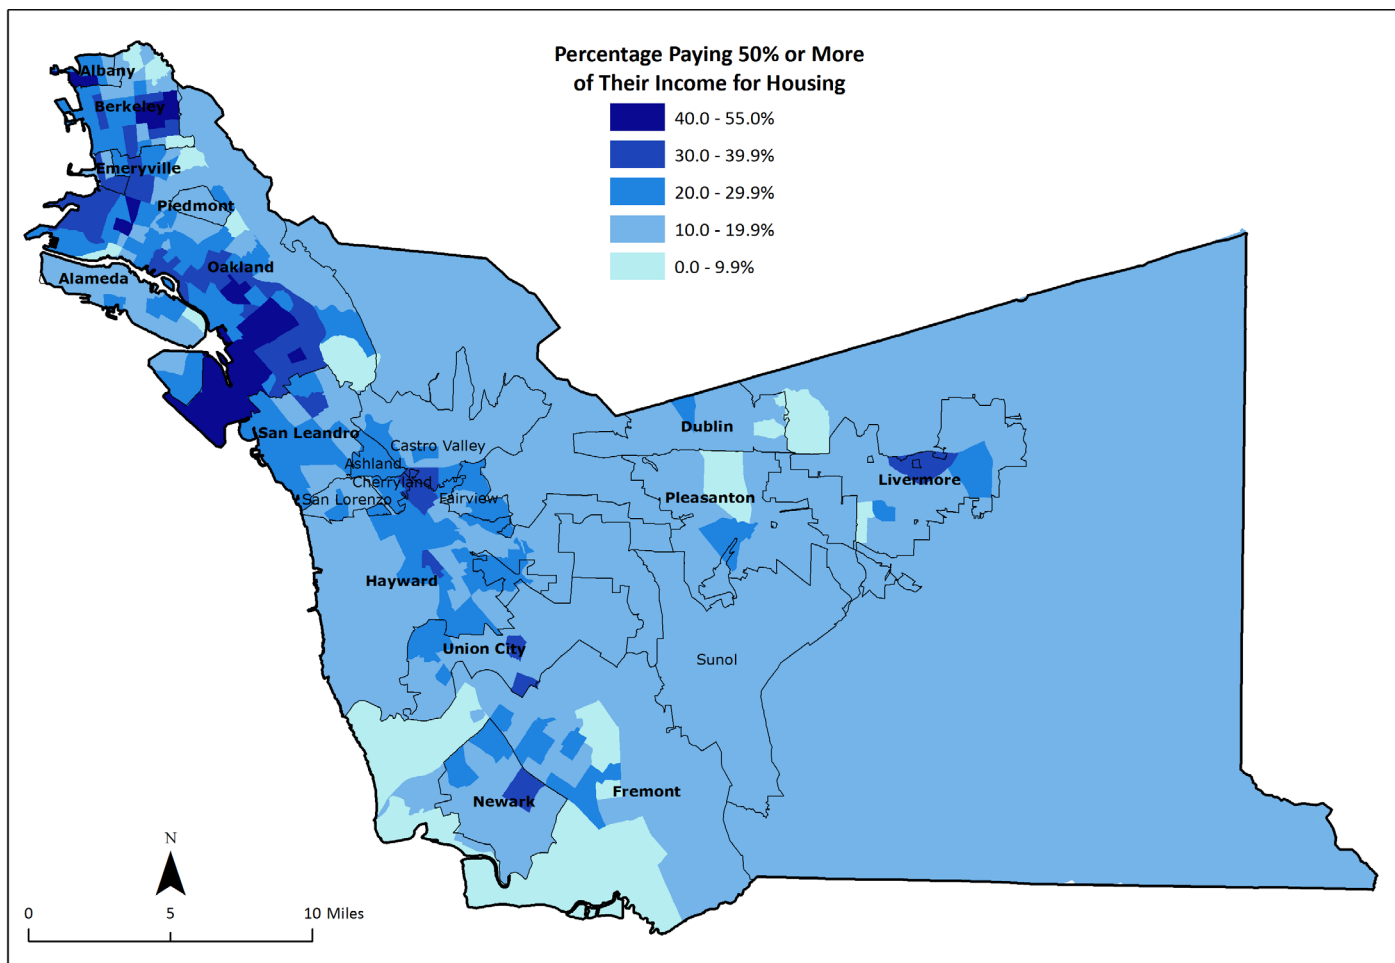 Percentage Paying 50% or More
of Their Income for Housing
40.0 - 55.0%
30.0 - 39.9%
20.0 - 29.9%
10.0 - 19.9%
0.0 - 9.9%
Albany
Berkeley
Emeryville
Piedmont
Oakland
Alameda
San Leandro
Castro Valley
Ashland
Cherryland
San Lorenzo
Fairview
Dublin
Livermore
Pleasanton
Hayward
Union City
Sunol
Newark
Fremont
N
0 5 10 Miles